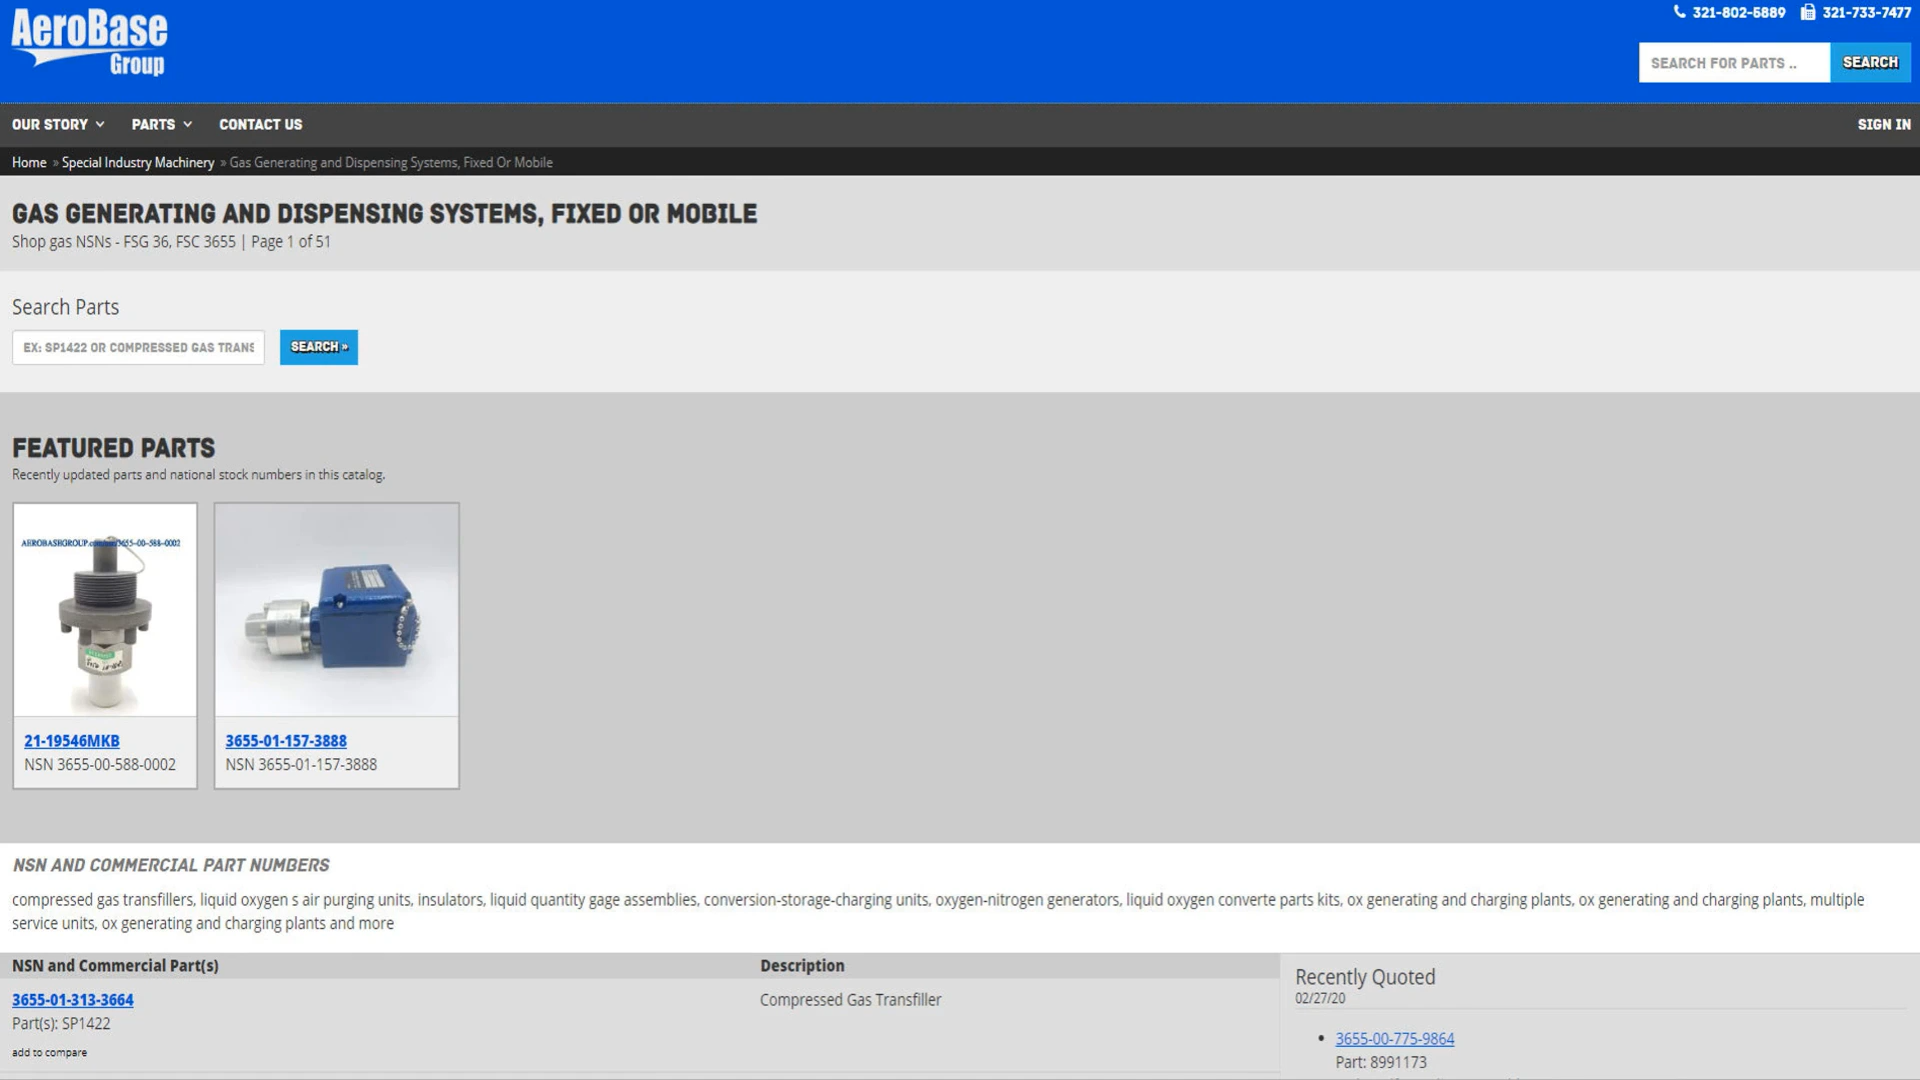 AeroBase
Group
321-802-5889 321-733-7477
SEARCH FOR PARTS .. SEARCH
OUR STORY PARTS CONTACT US SIGN IN
Home » Special Industry Machinery » Gas Generating and Dispensing Systems, Fixed Or Mobile
GAS GENERATING AND DISPENSING SYSTEMS, FIXED OR MOBILE
Shop gas NSNs - FSG 36, FSC 3655 | Page 1 of 51
Search Parts
EX: SP1422 OR COMPRESSED GAS TRANS SEARCH »
FEATURED PARTS
Recently updated parts and national stock numbers in this catalog.
21-19546MKB
NSN 3655-00-588-0002
3655-01-157-3888
NSN 3655-01-157-3888
NSN AND COMMERCIAL PART NUMBERS
compressed gas transfillers, liquid oxygen s air purging units, insulators, liquid quantity gage assemblies, conversion-storage-charging units, oxygen-nitrogen generators, liquid oxygen converte parts kits, ox generating and charging plants, ox generating and charging plants, multiple
service units, ox generating and charging plants and more
NSN and Commercial Part(s) Description
3655-01-313-3664 Compressed Gas Transfiller
Part(s): SP1422
add to compare
Recently Quoted
02/27/20
• 3655-00-775-9864
Part: 8991173